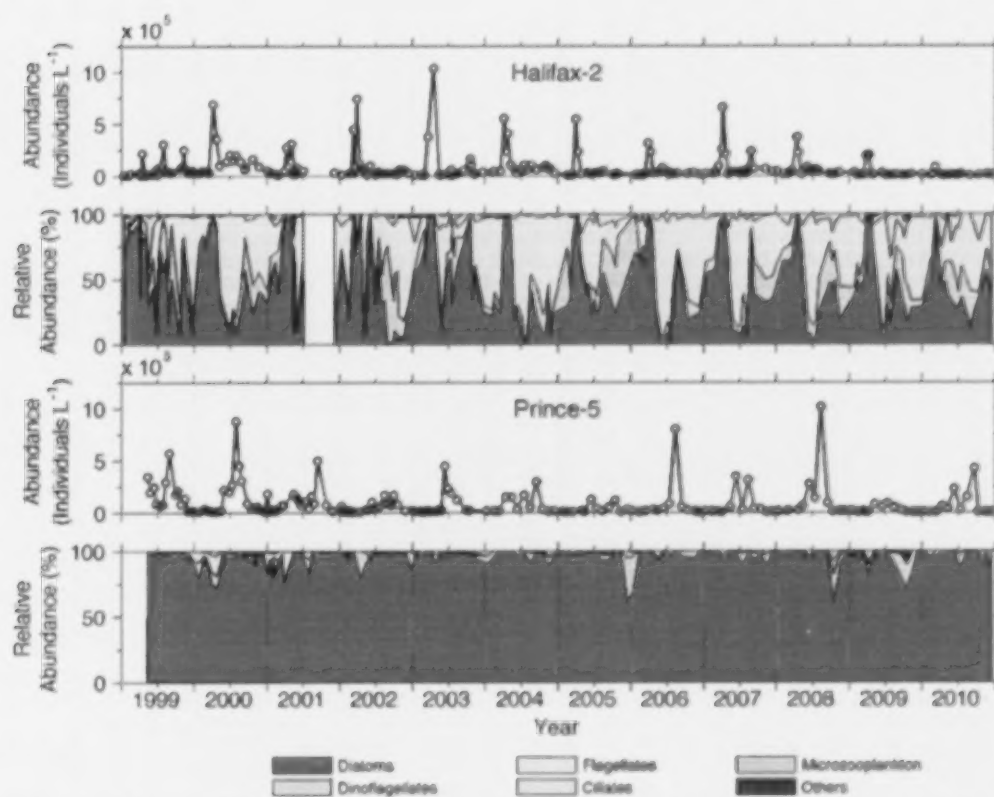 x 10⁵
Abundance
(Individuals L⁻¹)
10
5
0
Halifax-2
Relative
Abundance (%)
100
50
0
x 10⁵
Abundance
(Individuals L⁻¹)
10
5
0
Prince-5
Relative
Abundance (%)
100
50
0
1999 2000 2001 2002 2003 2004 2005 2006 2007 2008 2009 2010
Year
Diatoms Flagellates Microzooplankton
Dinoflagellates Ciliates Others